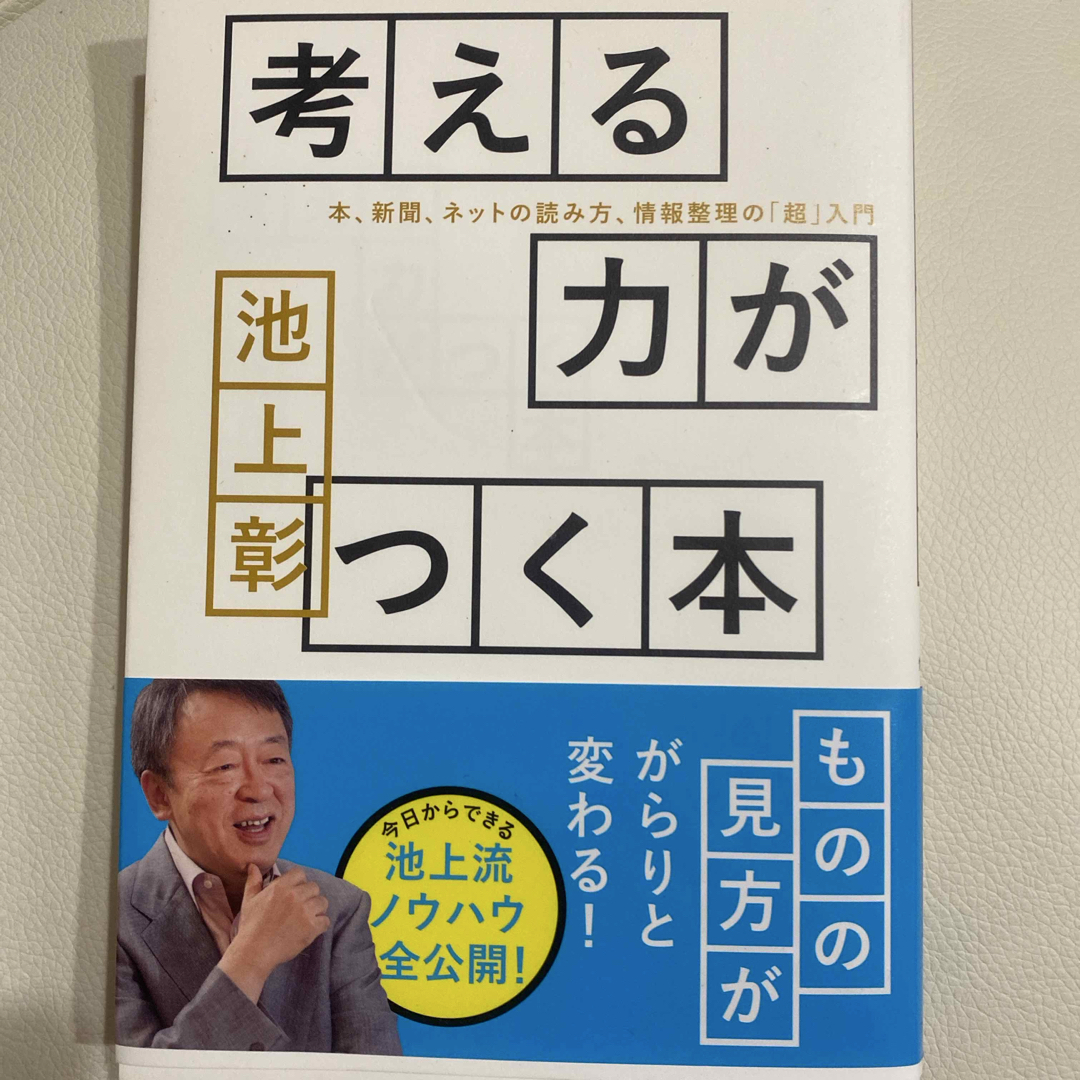 考える
本、新聞、ネットの読み方、情報整理の「超」入門
力が
池上彰
つく本
ものの
見方が
がらりと
変わる！
今日からできる
池上流
ノウハウ
全公開！